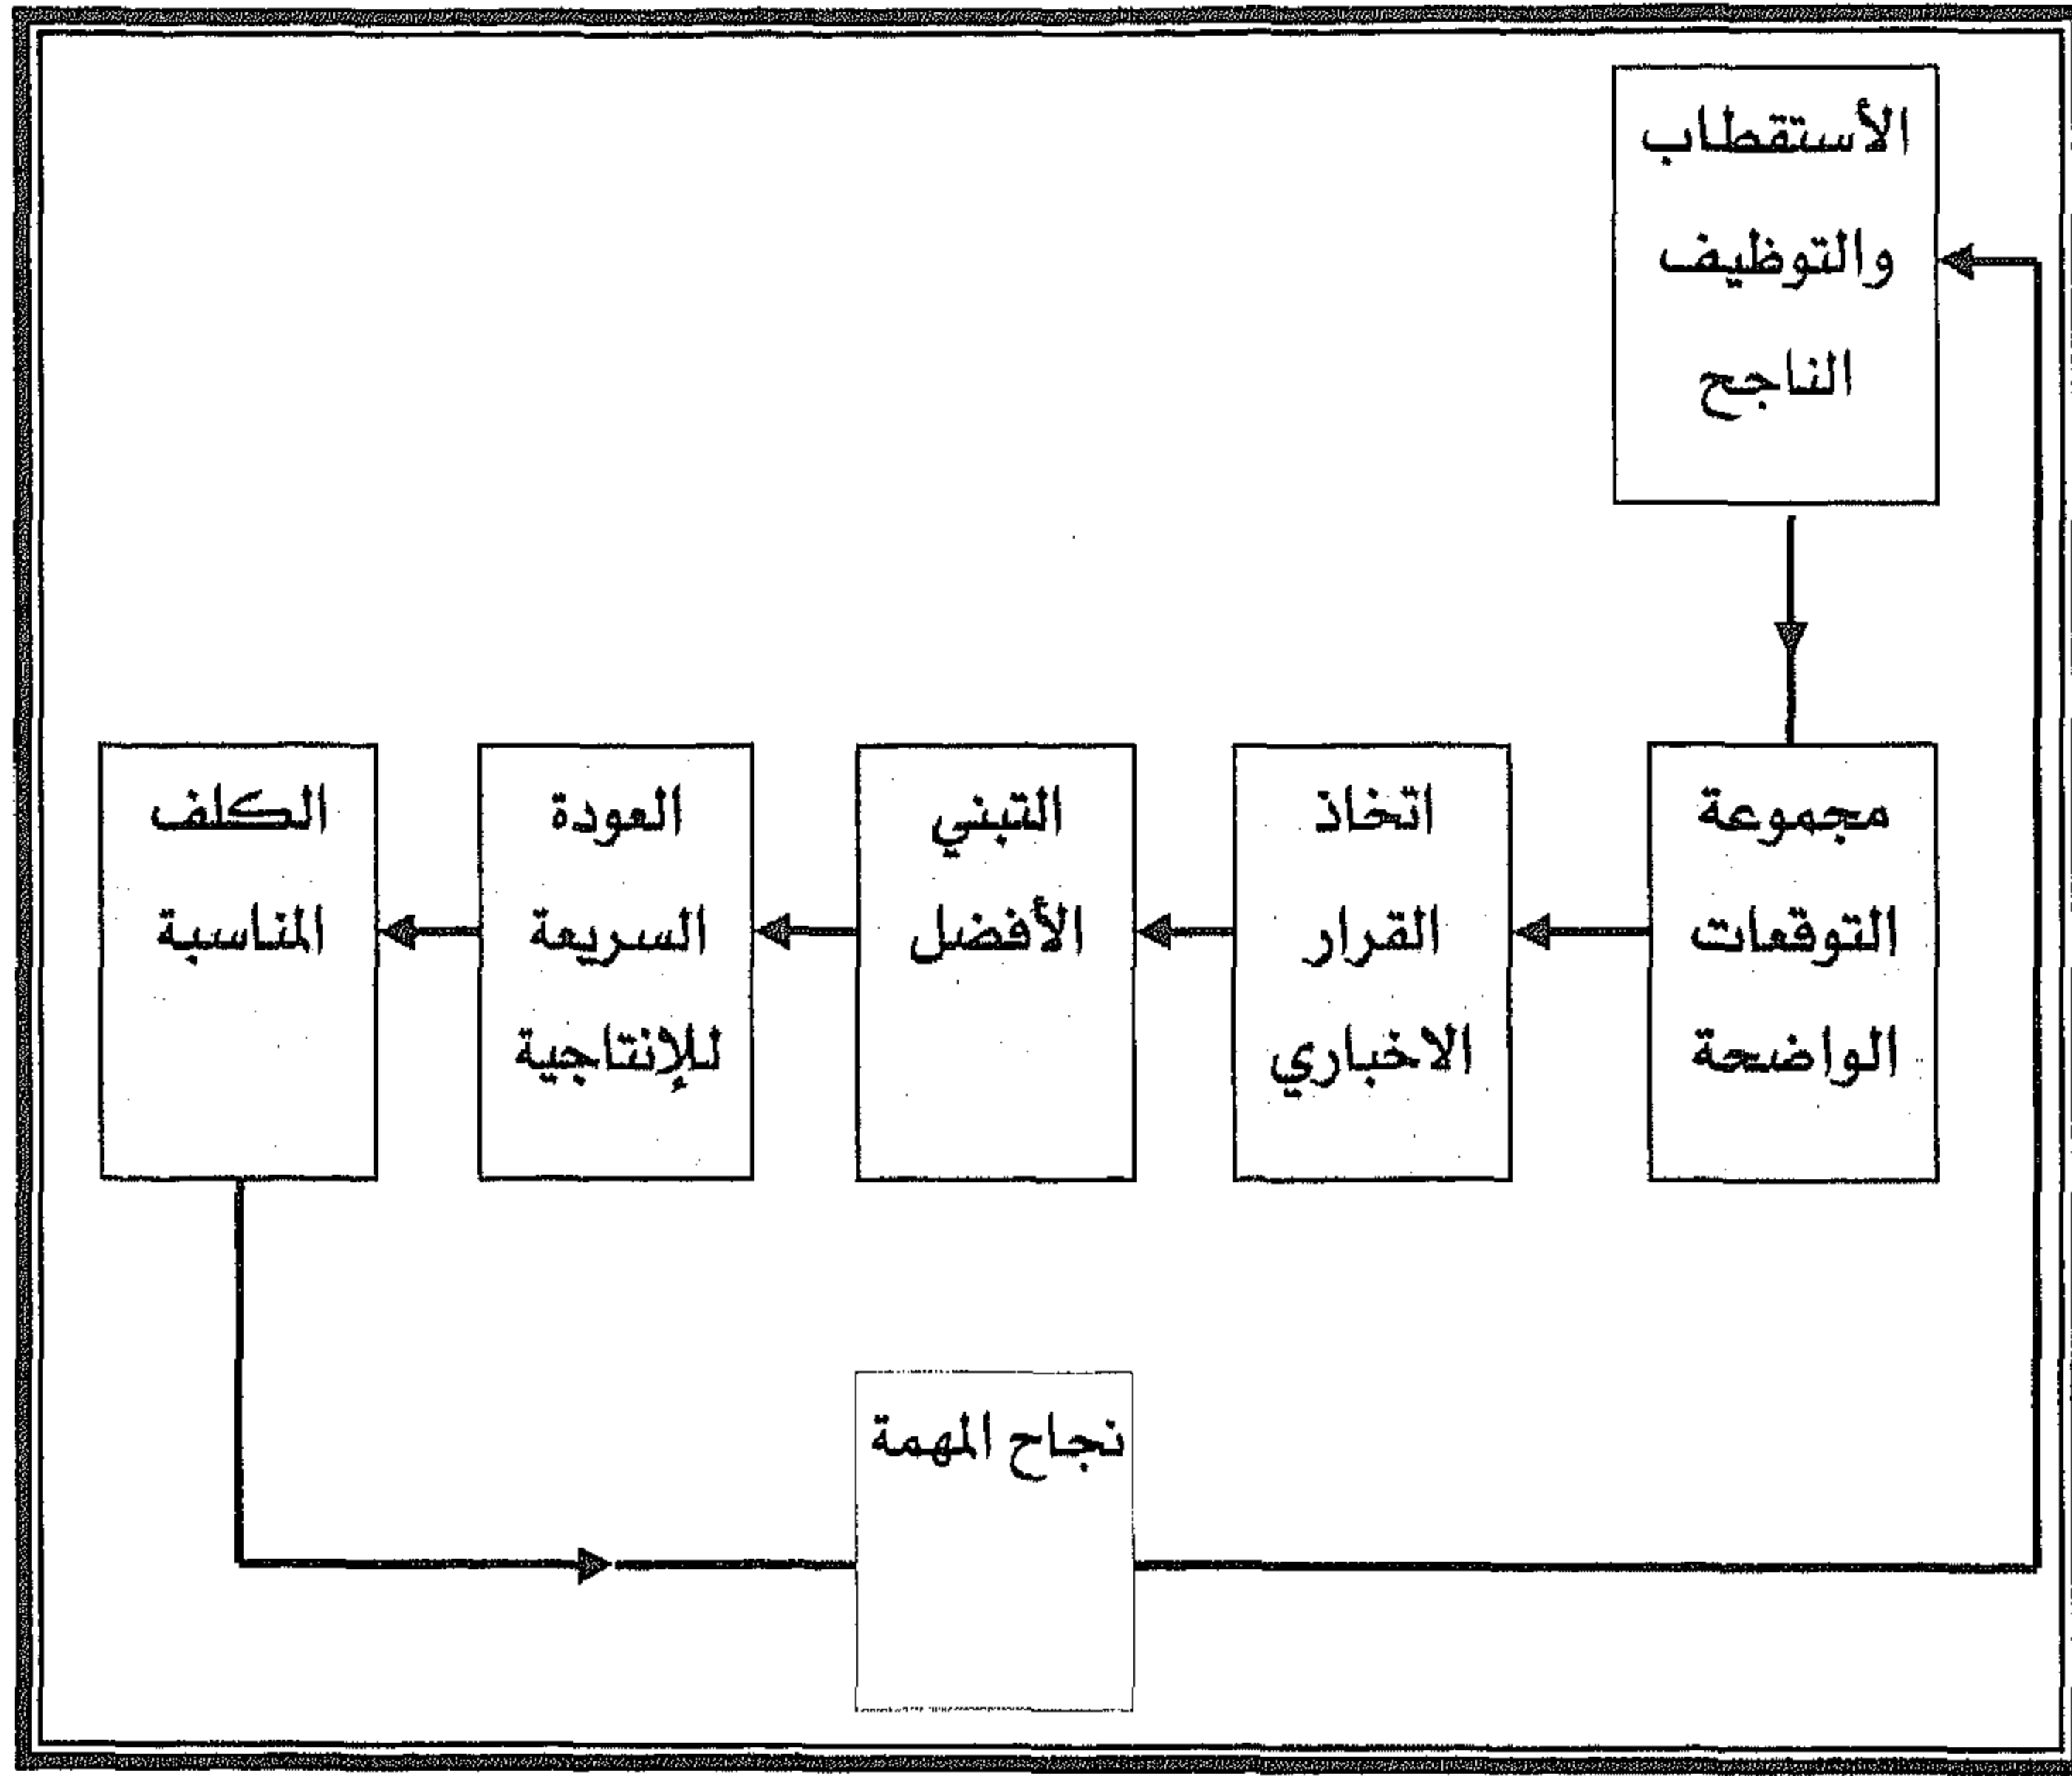 الأستقطاب
والتوظيف
الناجح
مجموعة
التوقعات
الواضحة
اتخاذ
القرار
الاخباري
التبني
الأفضل
العودة
السريعة
للإنتاجية
الكلف
المناسبة
نجاح المهمة